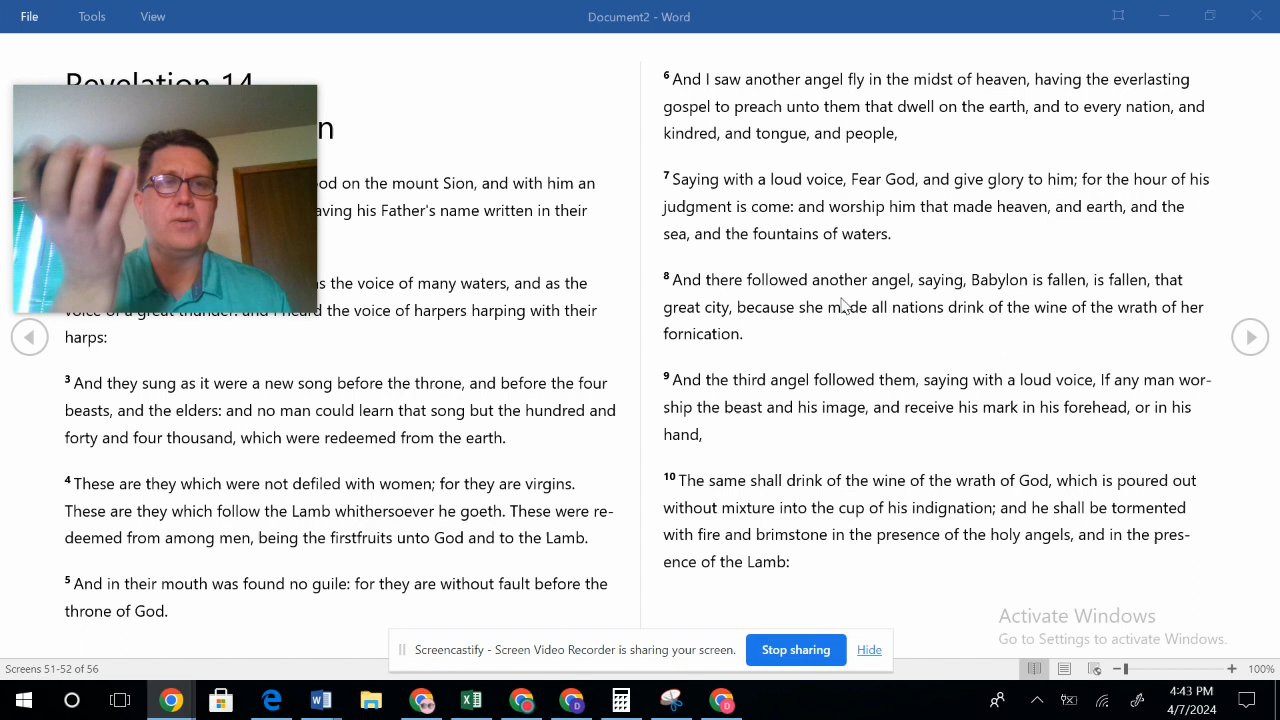 File
Tools
View
Document2 - Word
Revelation 14
n
ood on the mount Sion, and with him an
aving his Father's name written in their
s the voice of many waters, and as the
voice of a great thunder: and I heard the voice of harpers harping with their
harps:
3 And they sung as it were a new song before the throne, and before the four
beasts, and the elders: and no man could learn that song but the hundred and
forty and four thousand, which were redeemed from the earth.
4 These are they which were not defiled with women; for they are virgins.
These are they which follow the Lamb whithersoever he goeth. These were re-
deemed from among men, being the firstfruits unto God and to the Lamb.
5 And in their mouth was found no guile: for they are without fault before the
throne of God.
6 And I saw another angel fly in the midst of heaven, having the everlasting
gospel to preach unto them that dwell on the earth, and to every nation, and
kindred, and tongue, and people,
7 Saying with a loud voice, Fear God, and give glory to him; for the hour of his
judgment is come: and worship him that made heaven, and earth, and the
sea, and the fountains of waters.
8 And there followed another angel, saying, Babylon is fallen, is fallen, that
great city, because she made all nations drink of the wine of the wrath of her
fornication.
9 And the third angel followed them, saying with a loud voice, If any man wor-
ship the beast and his image, and receive his mark in his forehead, or in his
hand,
10 The same shall drink of the wine of the wrath of God, which is poured out
without mixture into the cup of his indignation; and he shall be tormented
with fire and brimstone in the presence of the holy angels, and in the pres-
ence of the Lamb:
Activate Windows
Go to Settings to activate Windows.
Screencastify - Screen Video Recorder is sharing your screen.
Stop sharing
Hide
Screens 51-52 of 56
100%
4:43 PM
4/7/2024